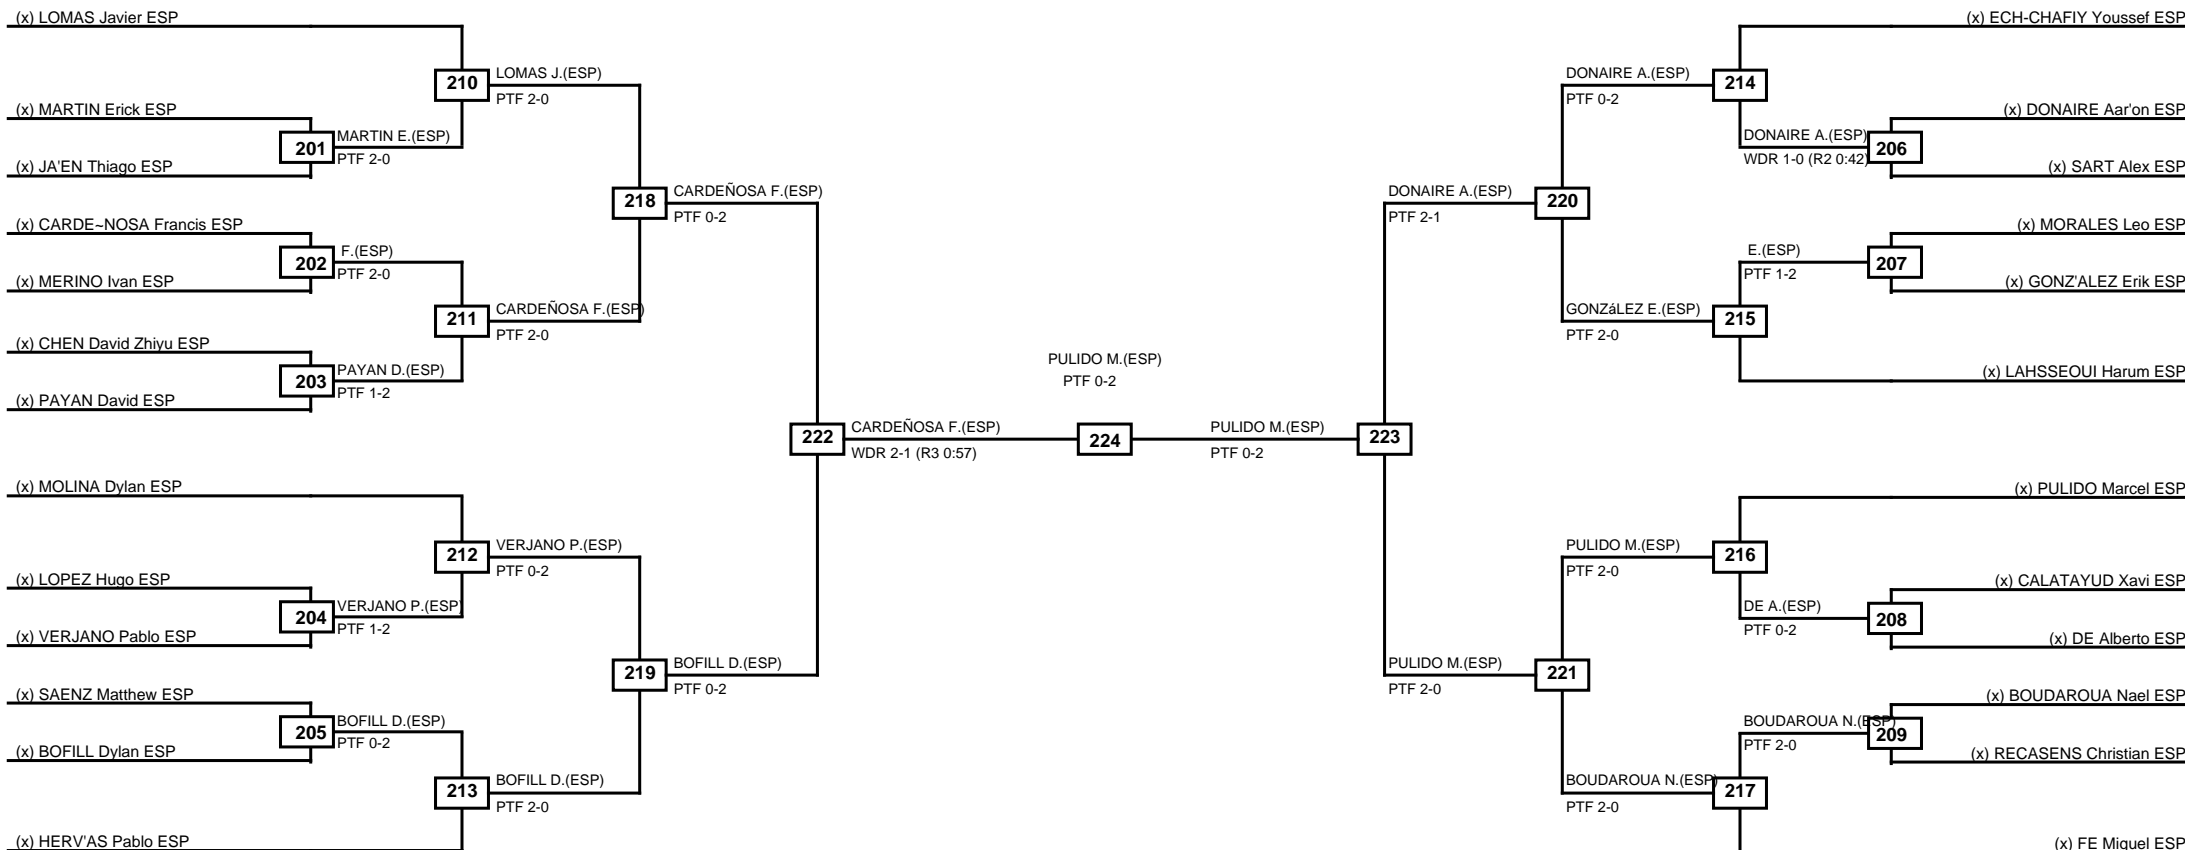 (x) LOMAS Javier ESP
(x) MARTIN Erick ESP
(x) JA'EN Thiago ESP
(x) CARDE~NOSA Francis ESP
(x) MERINO Ivan ESP
(x) CHEN David Zhiyu ESP
(x) PAYAN David ESP
(x) MOLINA Dylan ESP
(x) LOPEZ Hugo ESP
(x) VERJANO Pablo ESP
(x) SAENZ Matthew ESP
(x) BOFILL Dylan ESP
(x) HERV'AS Pablo ESP
201
MARTIN E.(ESP)
PTF 2-0
202
F.(ESP)
PTF 2-0
203
PAYAN D.(ESP)
PTF 1-2
204
VERJANO P.(ESP)
PTF 1-2
205
BOFILL D.(ESP)
PTF 0-2
210
LOMAS J.(ESP)
PTF 2-0
211
CARDEÑOSA F.(ESP)
PTF 2-0
212
VERJANO P.(ESP)
PTF 0-2
213
BOFILL D.(ESP)
PTF 2-0
218
CARDEÑOSA F.(ESP)
PTF 0-2
219
BOFILL D.(ESP)
PTF 0-2
222
CARDEÑOSA F.(ESP)
WDR 2-1 (R3 0:57)
PULIDO M.(ESP)
PTF 0-2
224
PULIDO M.(ESP)
PTF 0-2
223
DONAIRE A.(ESP)
PTF 2-1
220
PULIDO M.(ESP)
PTF 2-0
221
DONAIRE A.(ESP)
PTF 0-2
214
GONZáLEZ E.(ESP)
PTF 2-0
215
PULIDO M.(ESP)
PTF 2-0
216
BOUDAROUA N.(ESP)
PTF 2-0
217
DONAIRE A.(ESP)
WDR 1-0 (R2 0:42)
206
E.(ESP)
PTF 1-2
207
DE A.(ESP)
PTF 0-2
208
BOUDAROUA N.(ESP)
PTF 2-0
209
(x) ECH-CHAFIY Youssef ESP
(x) DONAIRE Aar'on ESP
(x) SART Alex ESP
(x) MORALES Leo ESP
(x) GONZ'ALEZ Erik ESP
(x) LAHSSEOUI Harum ESP
(x) PULIDO Marcel ESP
(x) CALATAYUD Xavi ESP
(x) DE Alberto ESP
(x) BOUDAROUA Nael ESP
(x) RECASENS Christian ESP
(x) FE Miguel ESP